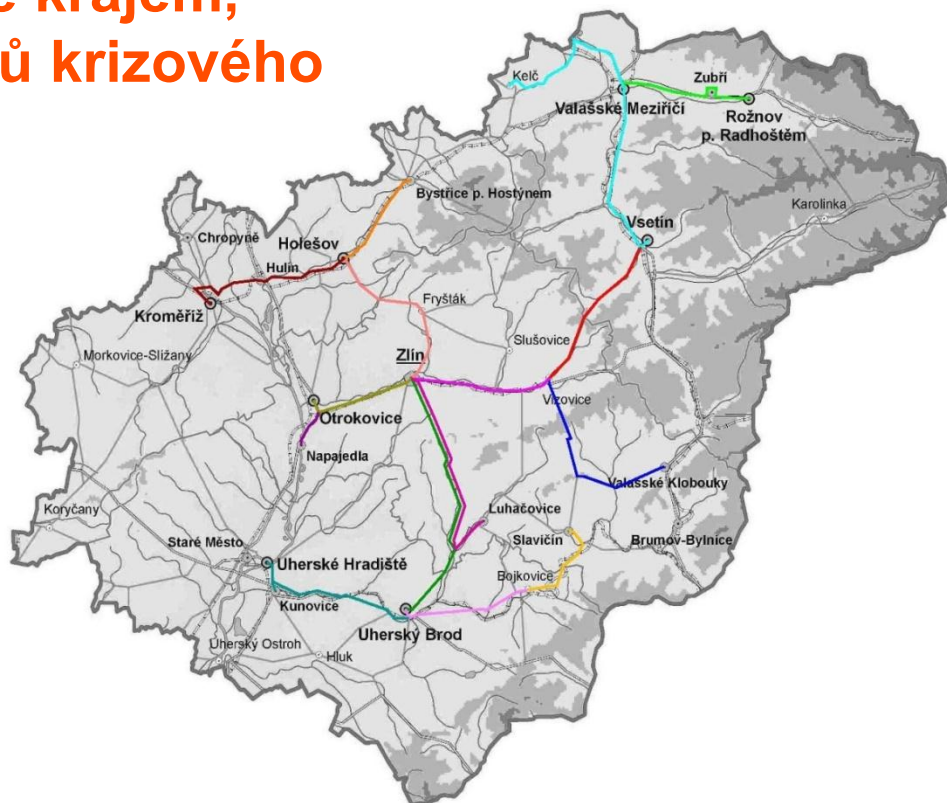 krajem,
ů krizového
Kelč
Zubří
Valašské Meziříčí
Rožnov
p. Radhoštěm
Bystřice p. Hostýnem
Karolinka
Vsetín
Chropyně
Holešov
Hulín
Fryšták
Kroměříž
Slušovice
Morkovice-Slížany
Zlín
Vizovice
Otrokovice
Napajedla
Valašské Klobouky
Koryčany
Luhačovice
Staré Město
Slavičín
Brumov-Bylnice
Uherské Hradiště
Bojkovice
Kunovice
Uherský Brod
Uherský Ostroh
Hluk